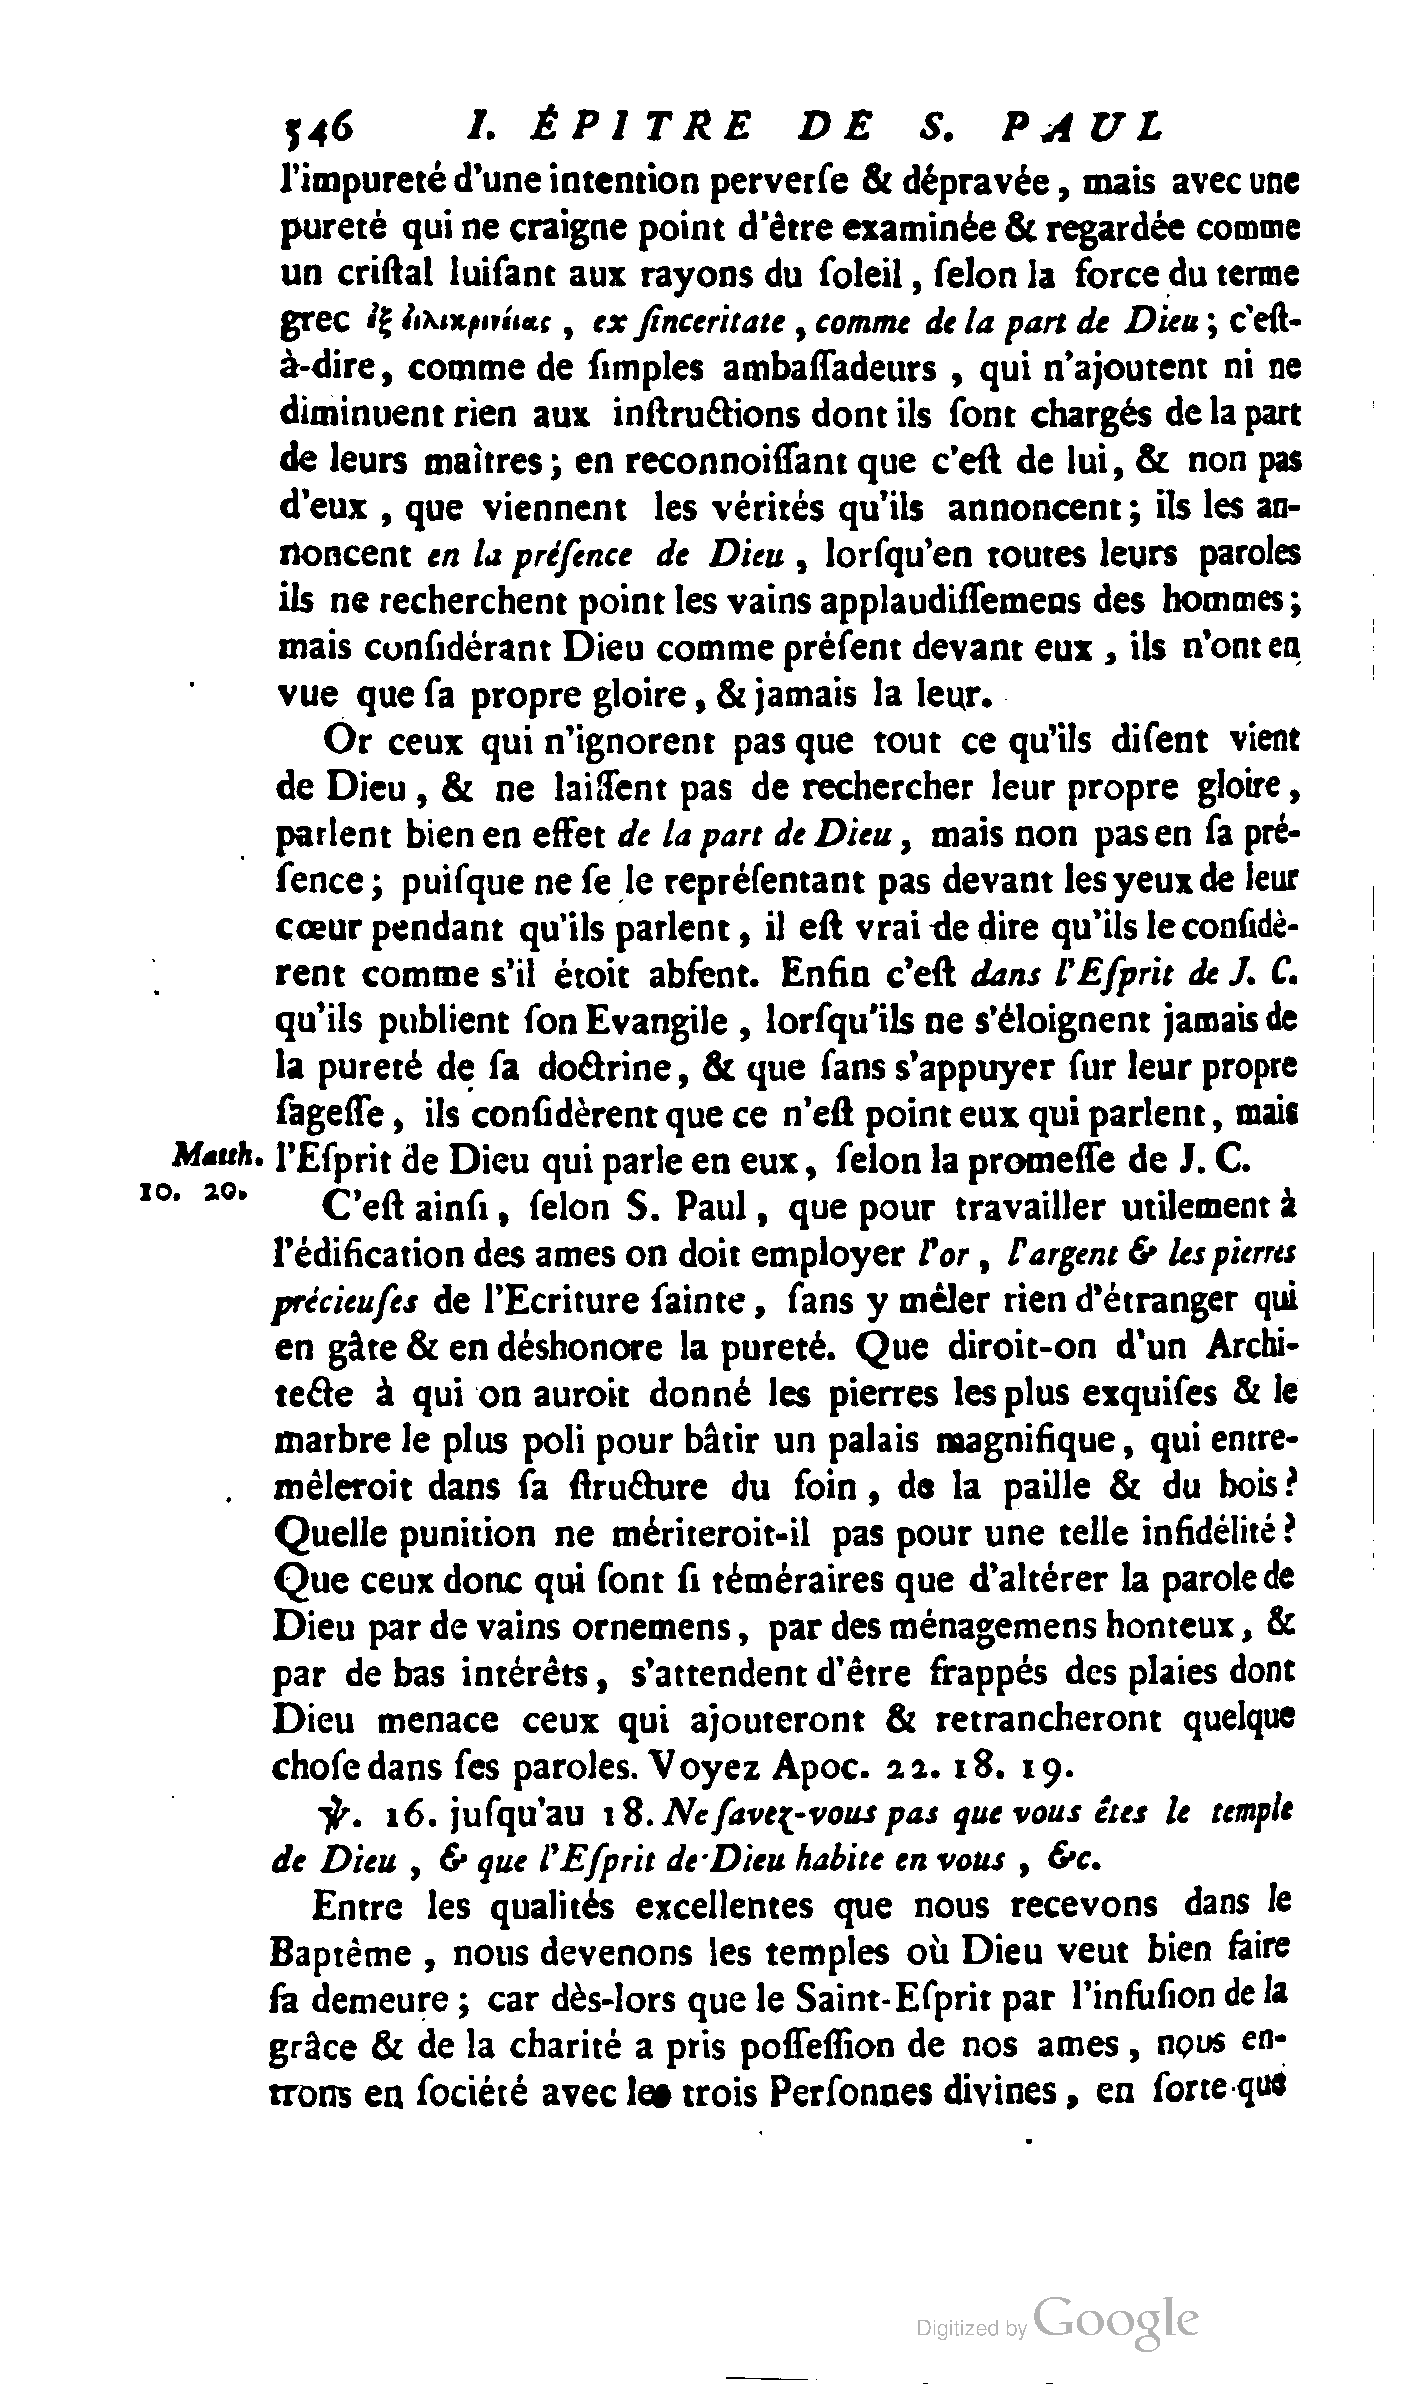 546 I. ÉPITRE DE S. PAUL
l'impureté d'une intention perverſe & dépravée, mais avec une
pureté qui ne craigne point d'être examinée & regardée comme
un criſtal luiſant aux rayons du ſoleil, ſelon la force du terme
grec ἐξ εἰλικρινείας, ex ſinceritate, comme de la part de Dieu; c'eſt-
à-dire, comme de ſimples ambaſſadeurs, qui n'ajoutent ni ne
diminuent rien aux inſtructions dont ils ſont chargés de la part
de leurs maîtres; en reconnoiſſant que c'eſt de lui, & non pas
d'eux, que viennent les vérités qu'ils annoncent; ils les an-
noncent en la préſence de Dieu, lorſqu'en toutes leurs paroles
ils ne recherchent point les vains applaudiſſemens des hommes;
mais conſidérant Dieu comme préſent devant eux, ils n'ont en
vue que ſa propre gloire, & jamais la leur.
Or ceux qui n'ignorent pas que tout ce qu'ils diſent vient
de Dieu, & ne laiſſent pas de rechercher leur propre gloire,
parlent bien en effet de la part de Dieu, mais non pas en ſa pré-
ſence; puiſque ne ſe le repréſentant pas devant les yeux de leur
cœur pendant qu'ils parlent, il eſt vrai de dire qu'ils le conſidè-
rent comme s'il étoit abſent. Enfin c'eſt dans l'Eſprit de J. C.
qu'ils publient ſon Evangile, lorſqu'ils ne s'éloignent jamais de
la pureté de ſa doctrine, & que ſans s'appuyer ſur leur propre
ſageſſe, ils conſidèrent que ce n'eſt point eux qui parlent, mais
Matth. l'Eſprit de Dieu qui parle en eux, ſelon la promeſſe de J. C.
10. 20. C'eſt ainſi, ſelon S. Paul, que pour travailler utilement à
l'édification des ames on doit employer l'or, l'argent & les pierres
précieuſes de l'Ecriture ſainte, ſans y mêler rien d'étranger qui
en gâte & en déshonore la pureté. Que diroit-on d'un Archi-
tecte à qui on auroit donné les pierres les plus exquiſes & le
marbre le plus poli pour bâtir un palais magnifique, qui entre-
mêleroit dans ſa ſtructure du foin, de la paille & du bois?
Quelle punition ne mériteroit-il pas pour une telle infidélité?
Que ceux donc qui ſont ſi téméraires que d'altérer la parole de
Dieu par de vains ornemens, par des ménagemens honteux, &
par de bas intérêts, s'attendent d'être frappés des plaies dont
Dieu menace ceux qui ajouteront & retrancheront quelque
choſe dans ſes paroles. Voyez Apoc. 22. 18. 19.
℣. 16. juſqu'au 18. Ne ſavez-vous pas que vous êtes le temple
de Dieu, & que l'Eſprit de Dieu habite en vous, &c.
Entre les qualités excellentes que nous recevons dans le
Baptême, nous devenons les temples où Dieu veut bien faire
ſa demeure; car dès-lors que le Saint-Eſprit par l'infuſion de la
grâce & de la charité a pris poſſeſſion de nos ames, nous en-
trons en ſociété avec les trois Perſonnes divines, en ſorte que
Digitized by Google